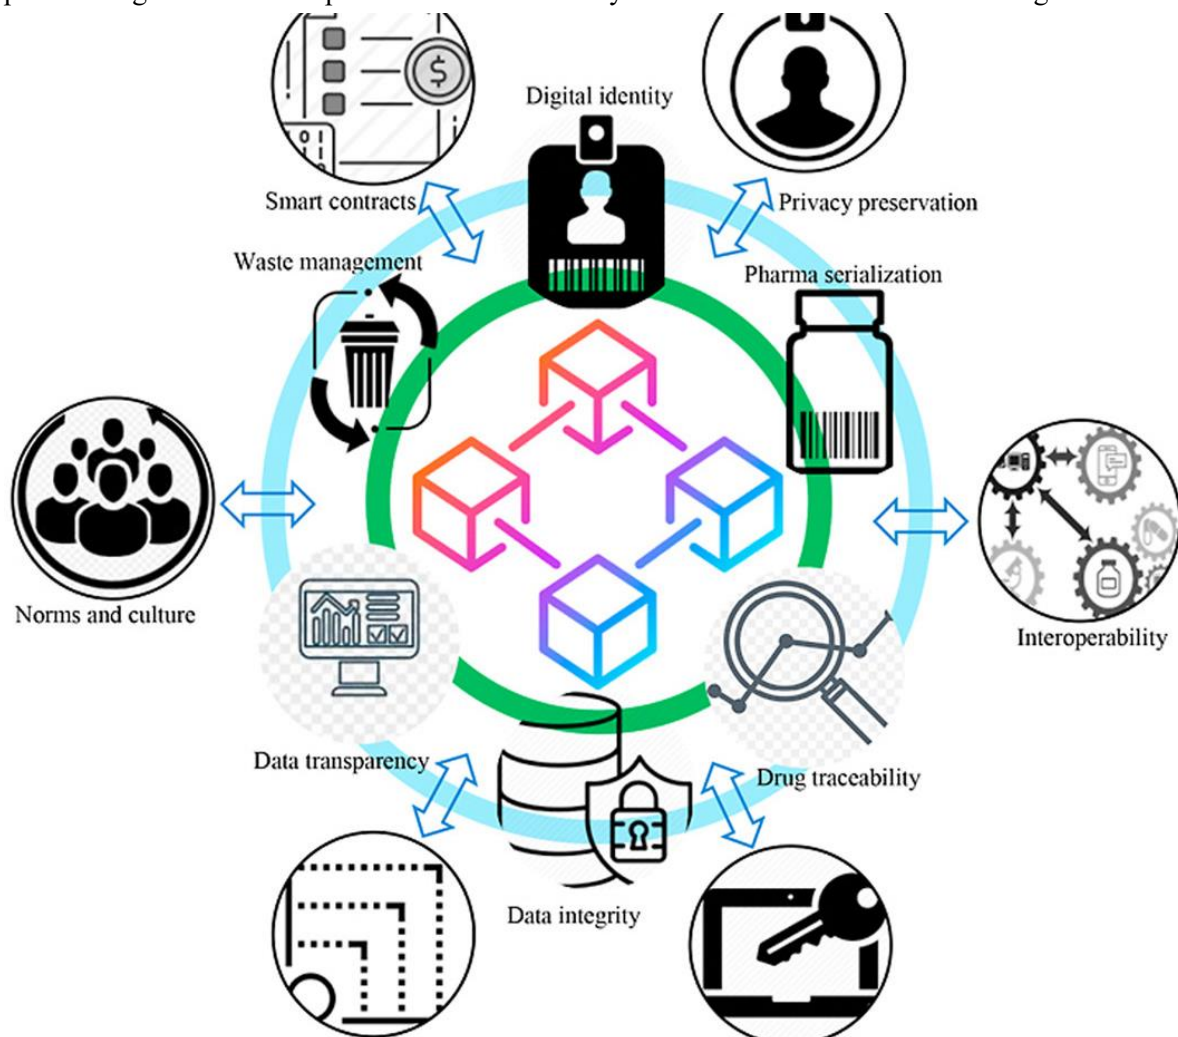 Digital identity
Smart contracts
Privacy preservation
Waste management
Pharma serialization
Norms and culture
Interoperability
Data transparency
Drug traceability
Data integrity